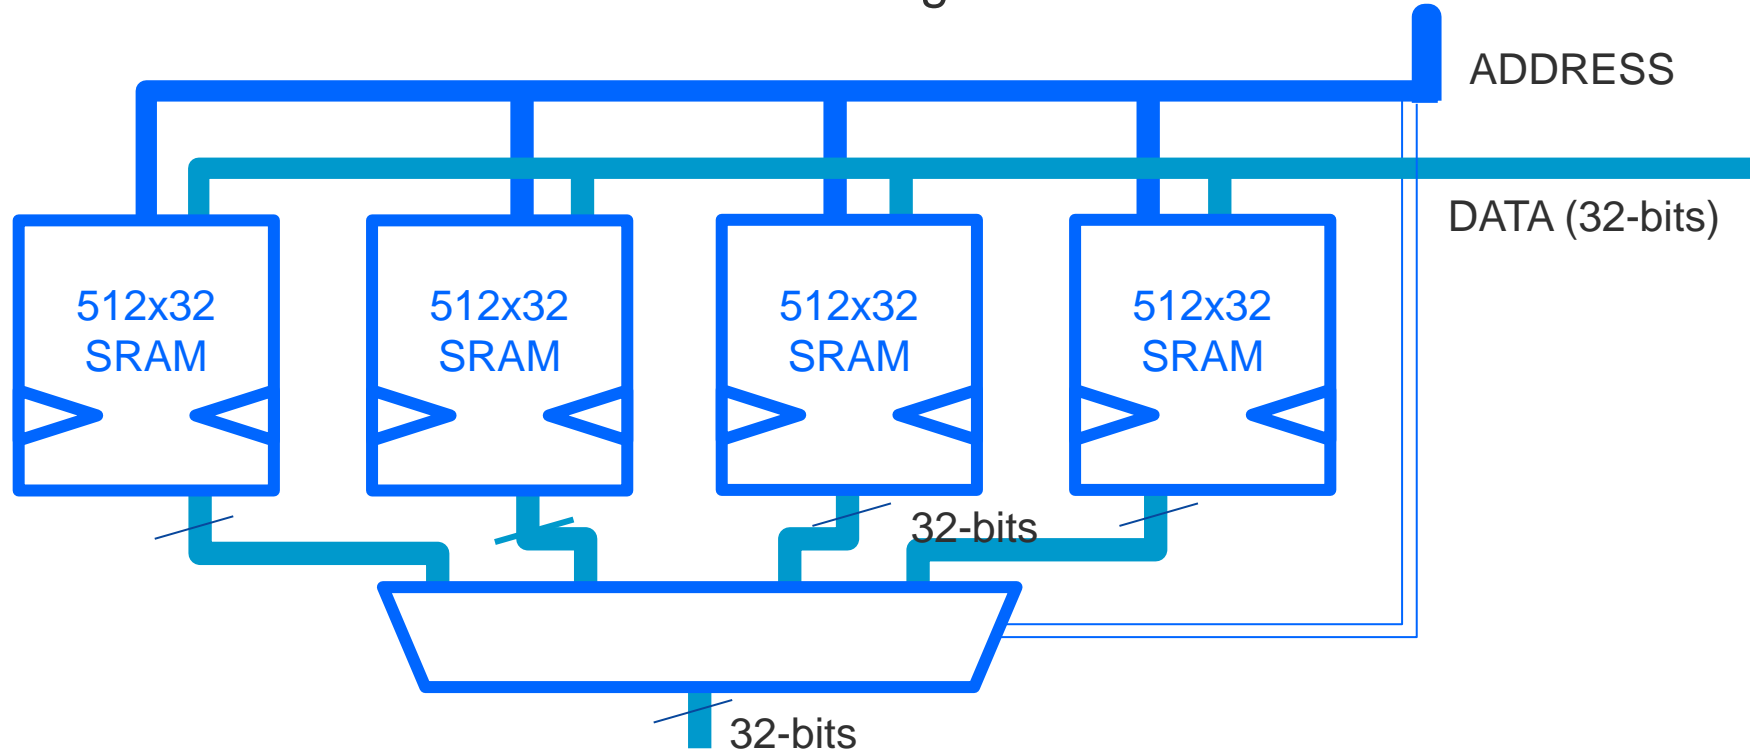 ADDRESS
DATA (32-bits)
512x32
SRAM
512x32
SRAM
512x32
SRAM
512x32
SRAM
32-bits
32-bits